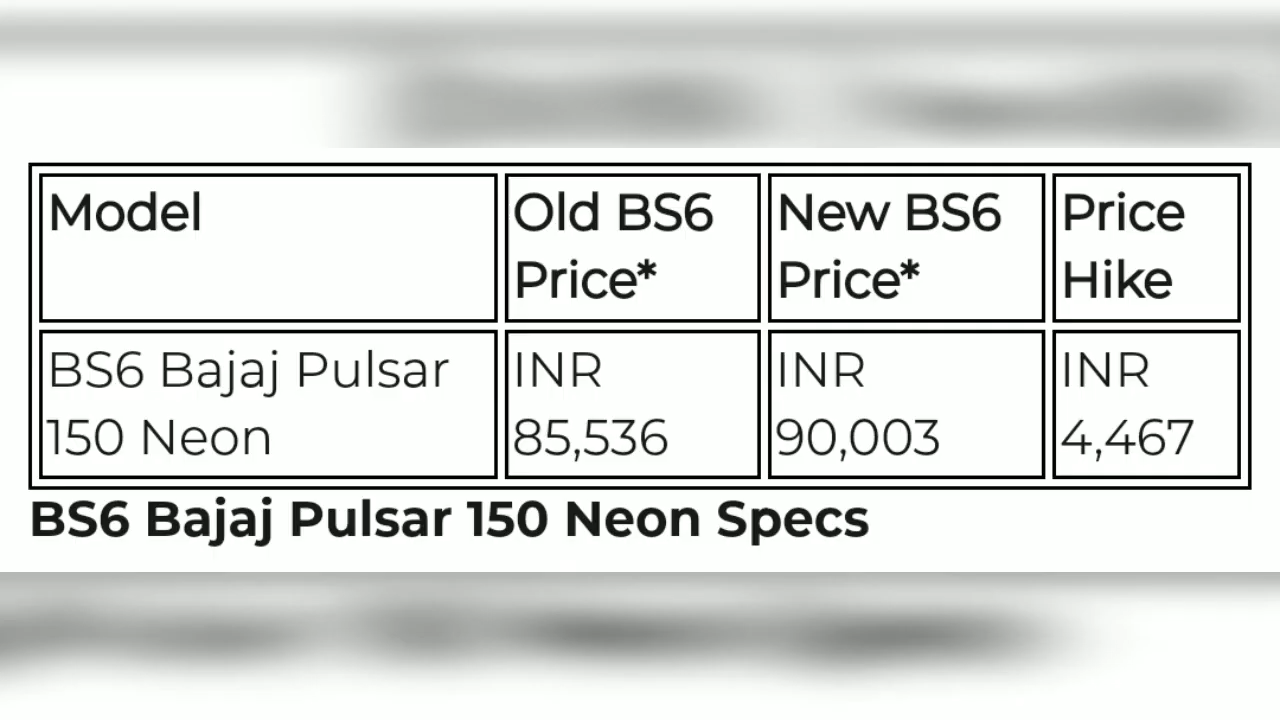 Model
Old BS6
Price*
New BS6
Price*
Price
Hike
BS6 Bajaj Pulsar
150 Neon
INR
85,536
INR
90,003
INR
4,467
BS6 Bajaj Pulsar 150 Neon Specs